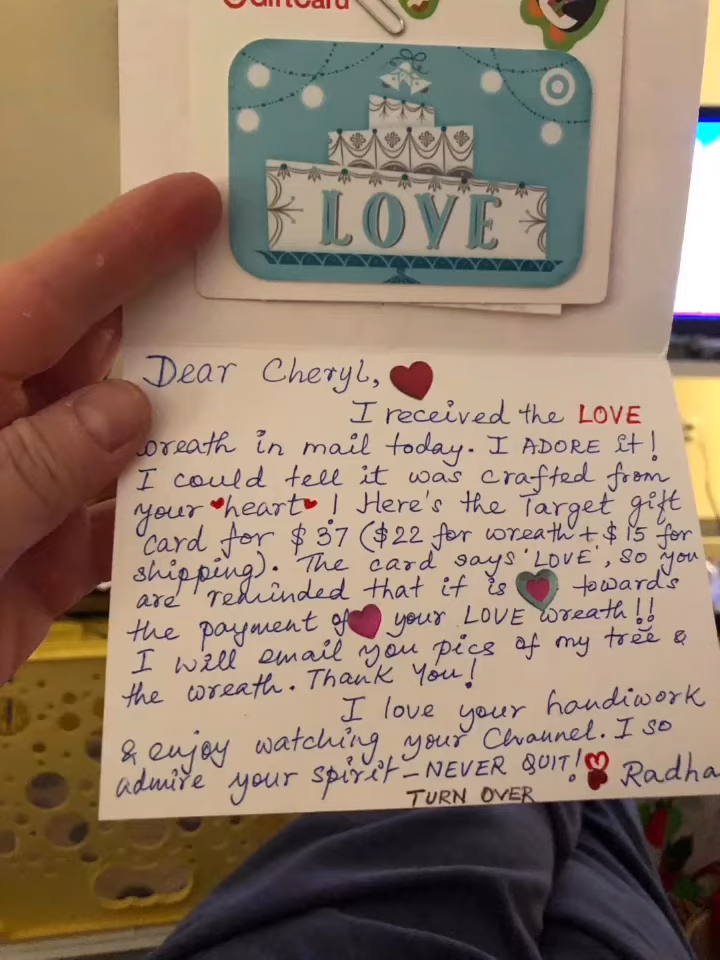 GiftCard
LOVE
Dear Cheryl,
I received the LOVE
wreath in mail today. I ADORE it!
I could tell it was crafted from
your heart! Here's the Target gift
card for $37 ($22 for wreath + $15 for
shipping). The card says 'LOVE', so you
are reminded that it is towards
the payment of your LOVE wreath!!
I will email you pics of my tree &
the wreath. Thank You!
I love your handiwork
& enjoy watching your Channel. I so
admire your spirit – NEVER QUIT! Radha
TURN OVER